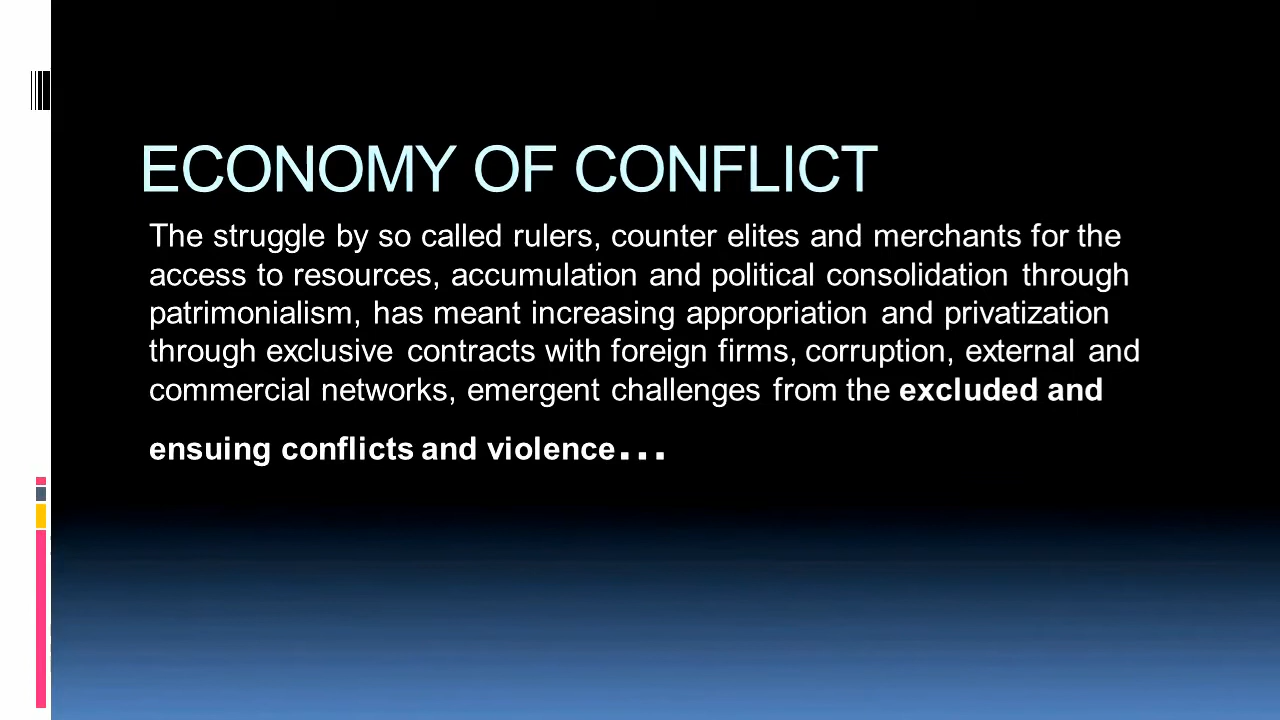 ECONOMY OF CONFLICT
The struggle by so called rulers, counter elites and merchants for the
access to resources, accumulation and political consolidation through
patrimonialism, has meant increasing appropriation and privatization
through exclusive contracts with foreign firms, corruption, external and
commercial networks, emergent challenges from the excluded and
ensuing conflicts and violence...